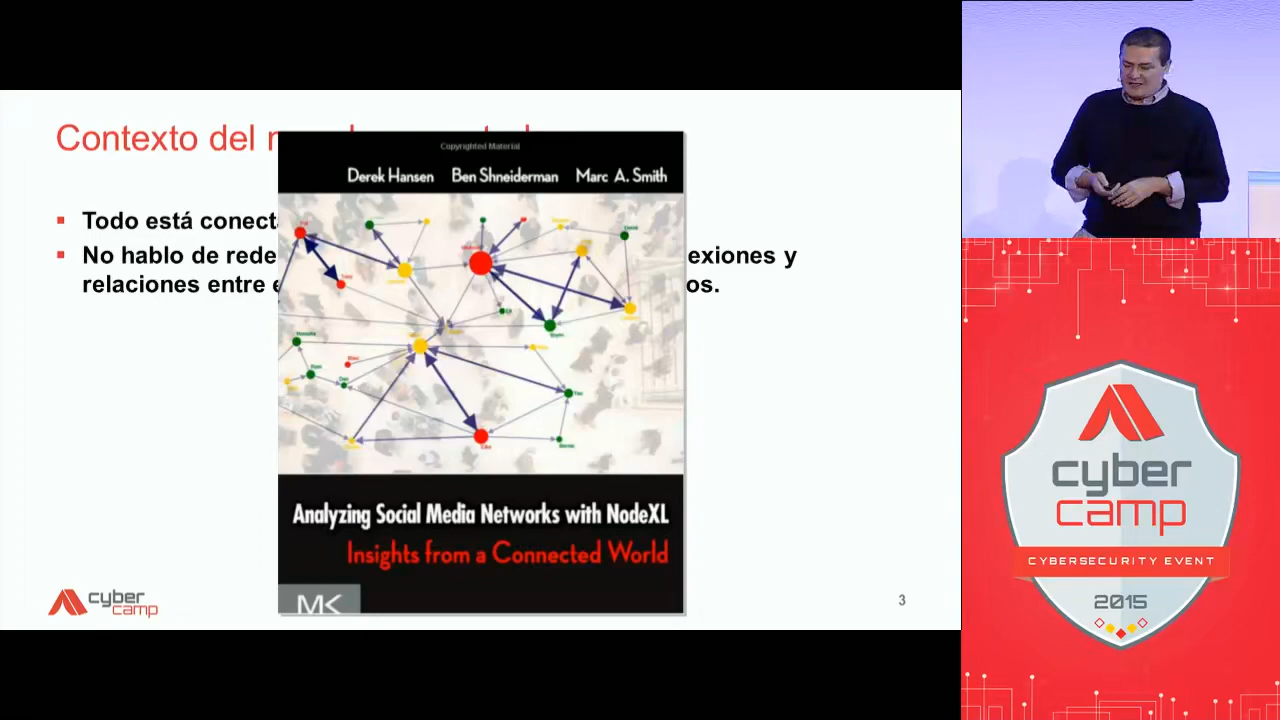 Contexto del
Todo está
No hablo de
exiones y
relaciones entre
os.
Copyrighted Material
Derek Hansen Ben Shneiderman Marc A. Smith
Analyzing Social Media Networks with NodeXL
Insights from a Connected World
MK
cyber
camp
3
cyber
camp
CYBERSECURITY EVENT
2015